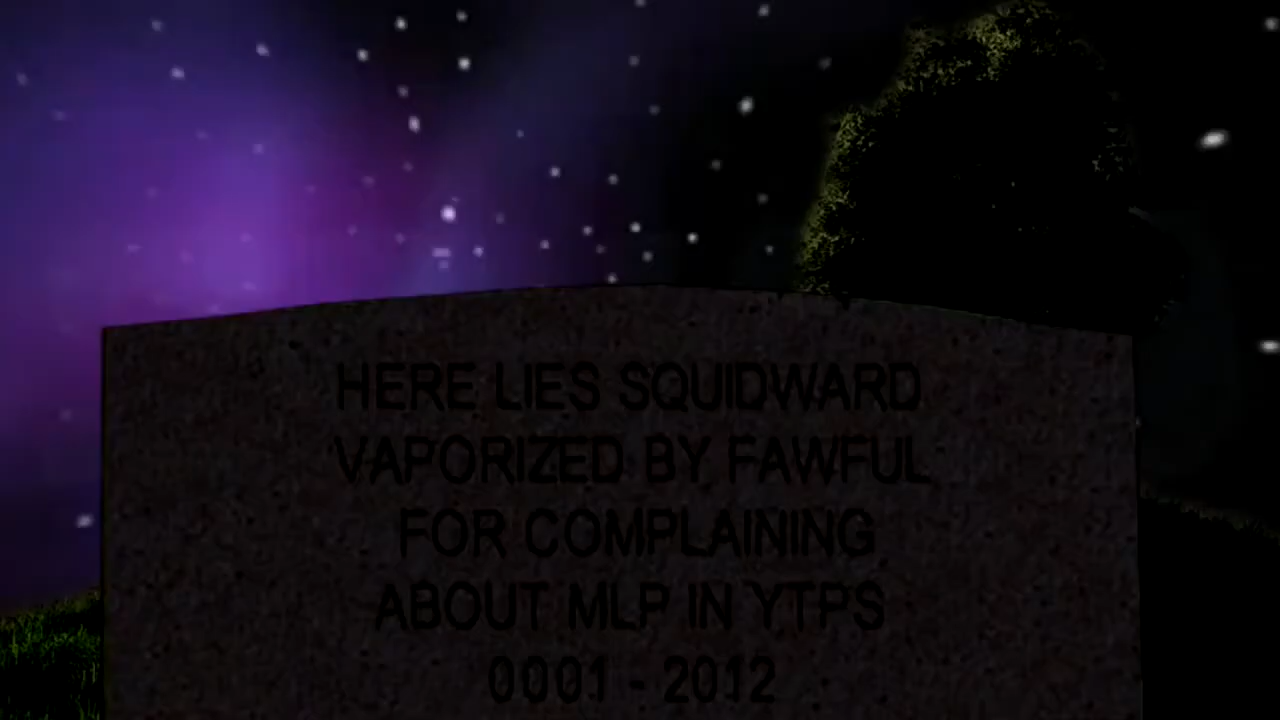 HERE LIES SQUIDWARD
VAPORIZED BY FAWFUL
FOR COMPLAINING
ABOUT MLP IN YTPS
0001 - 2012